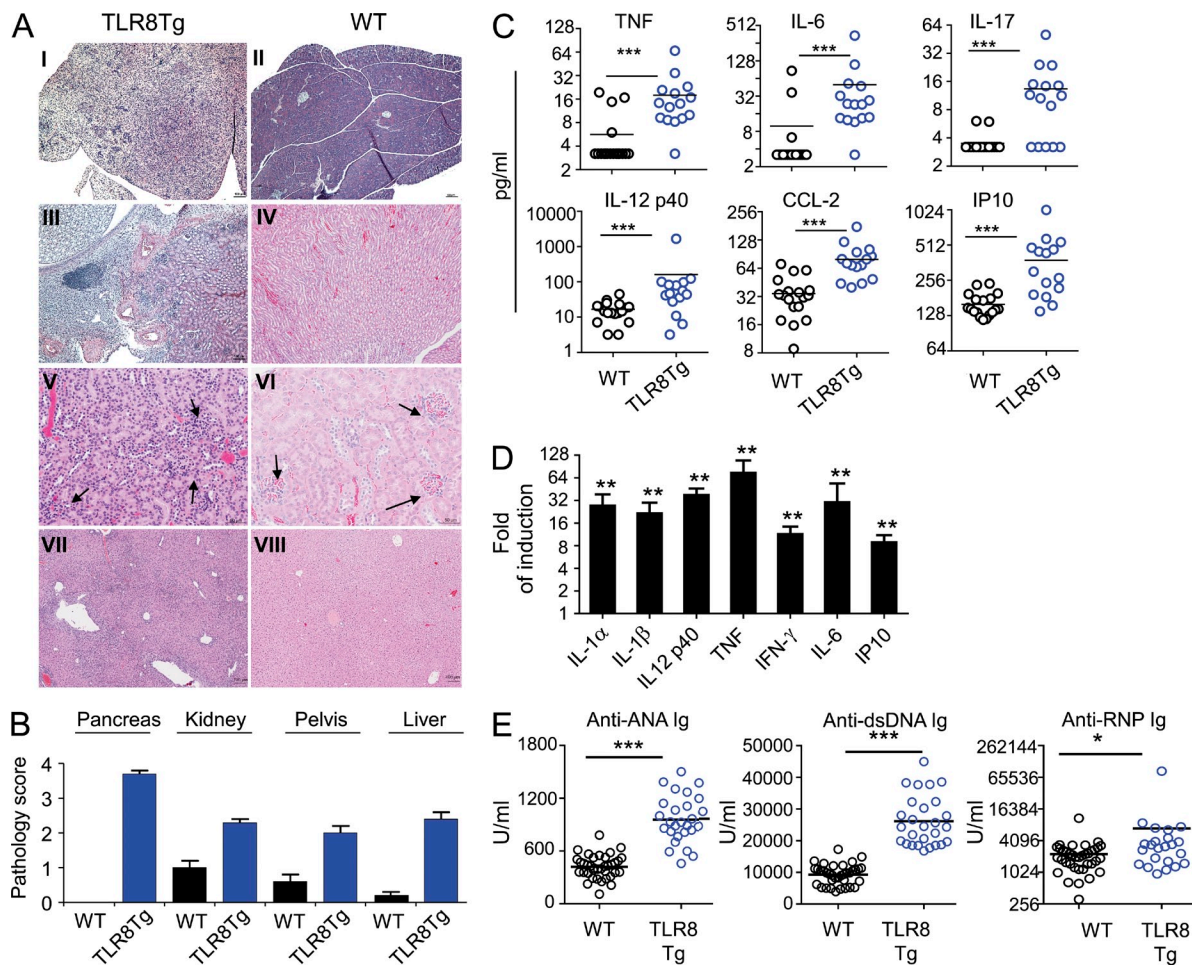 A
TLR8Tg
WT
I
II
III
IV
V
VI
VII
VIII
B
Pancreas Kidney Pelvis Liver
Pathology score
4
3
2
1
0
WT TLR8Tg WT TLR8Tg WT TLR8Tg WT TLR8Tg
C
pg/ml
TNF
128
64
32
16
8
4
2
***
IL-6
512
128
32
8
2
***
IL-17
64
16
4
2
***
IL-12 p40
10000
1000
100
10
1
***
WT TLR8Tg
CCL-2
256
128
64
32
16
8
***
WT TLR8Tg
IP10
1024
512
256
128
64
***
WT TLR8Tg
D
Fold
of induction
128
64
32
16
8
4
2
1
** ** ** ** ** ** **
IL-1α IL-1β IL12 p40 TNF IFN-γ IL-6 IP10
E
Anti-ANA Ig
U/ml
1800
1200
600
0
***
WT TLR8
Tg
Anti-dsDNA Ig
U/ml
50000
40000
30000
20000
10000
0
***
WT TLR8
Tg
Anti-RNP Ig
U/ml
262144
65536
16384
4096
1024
256
*
WT TLR8
Tg